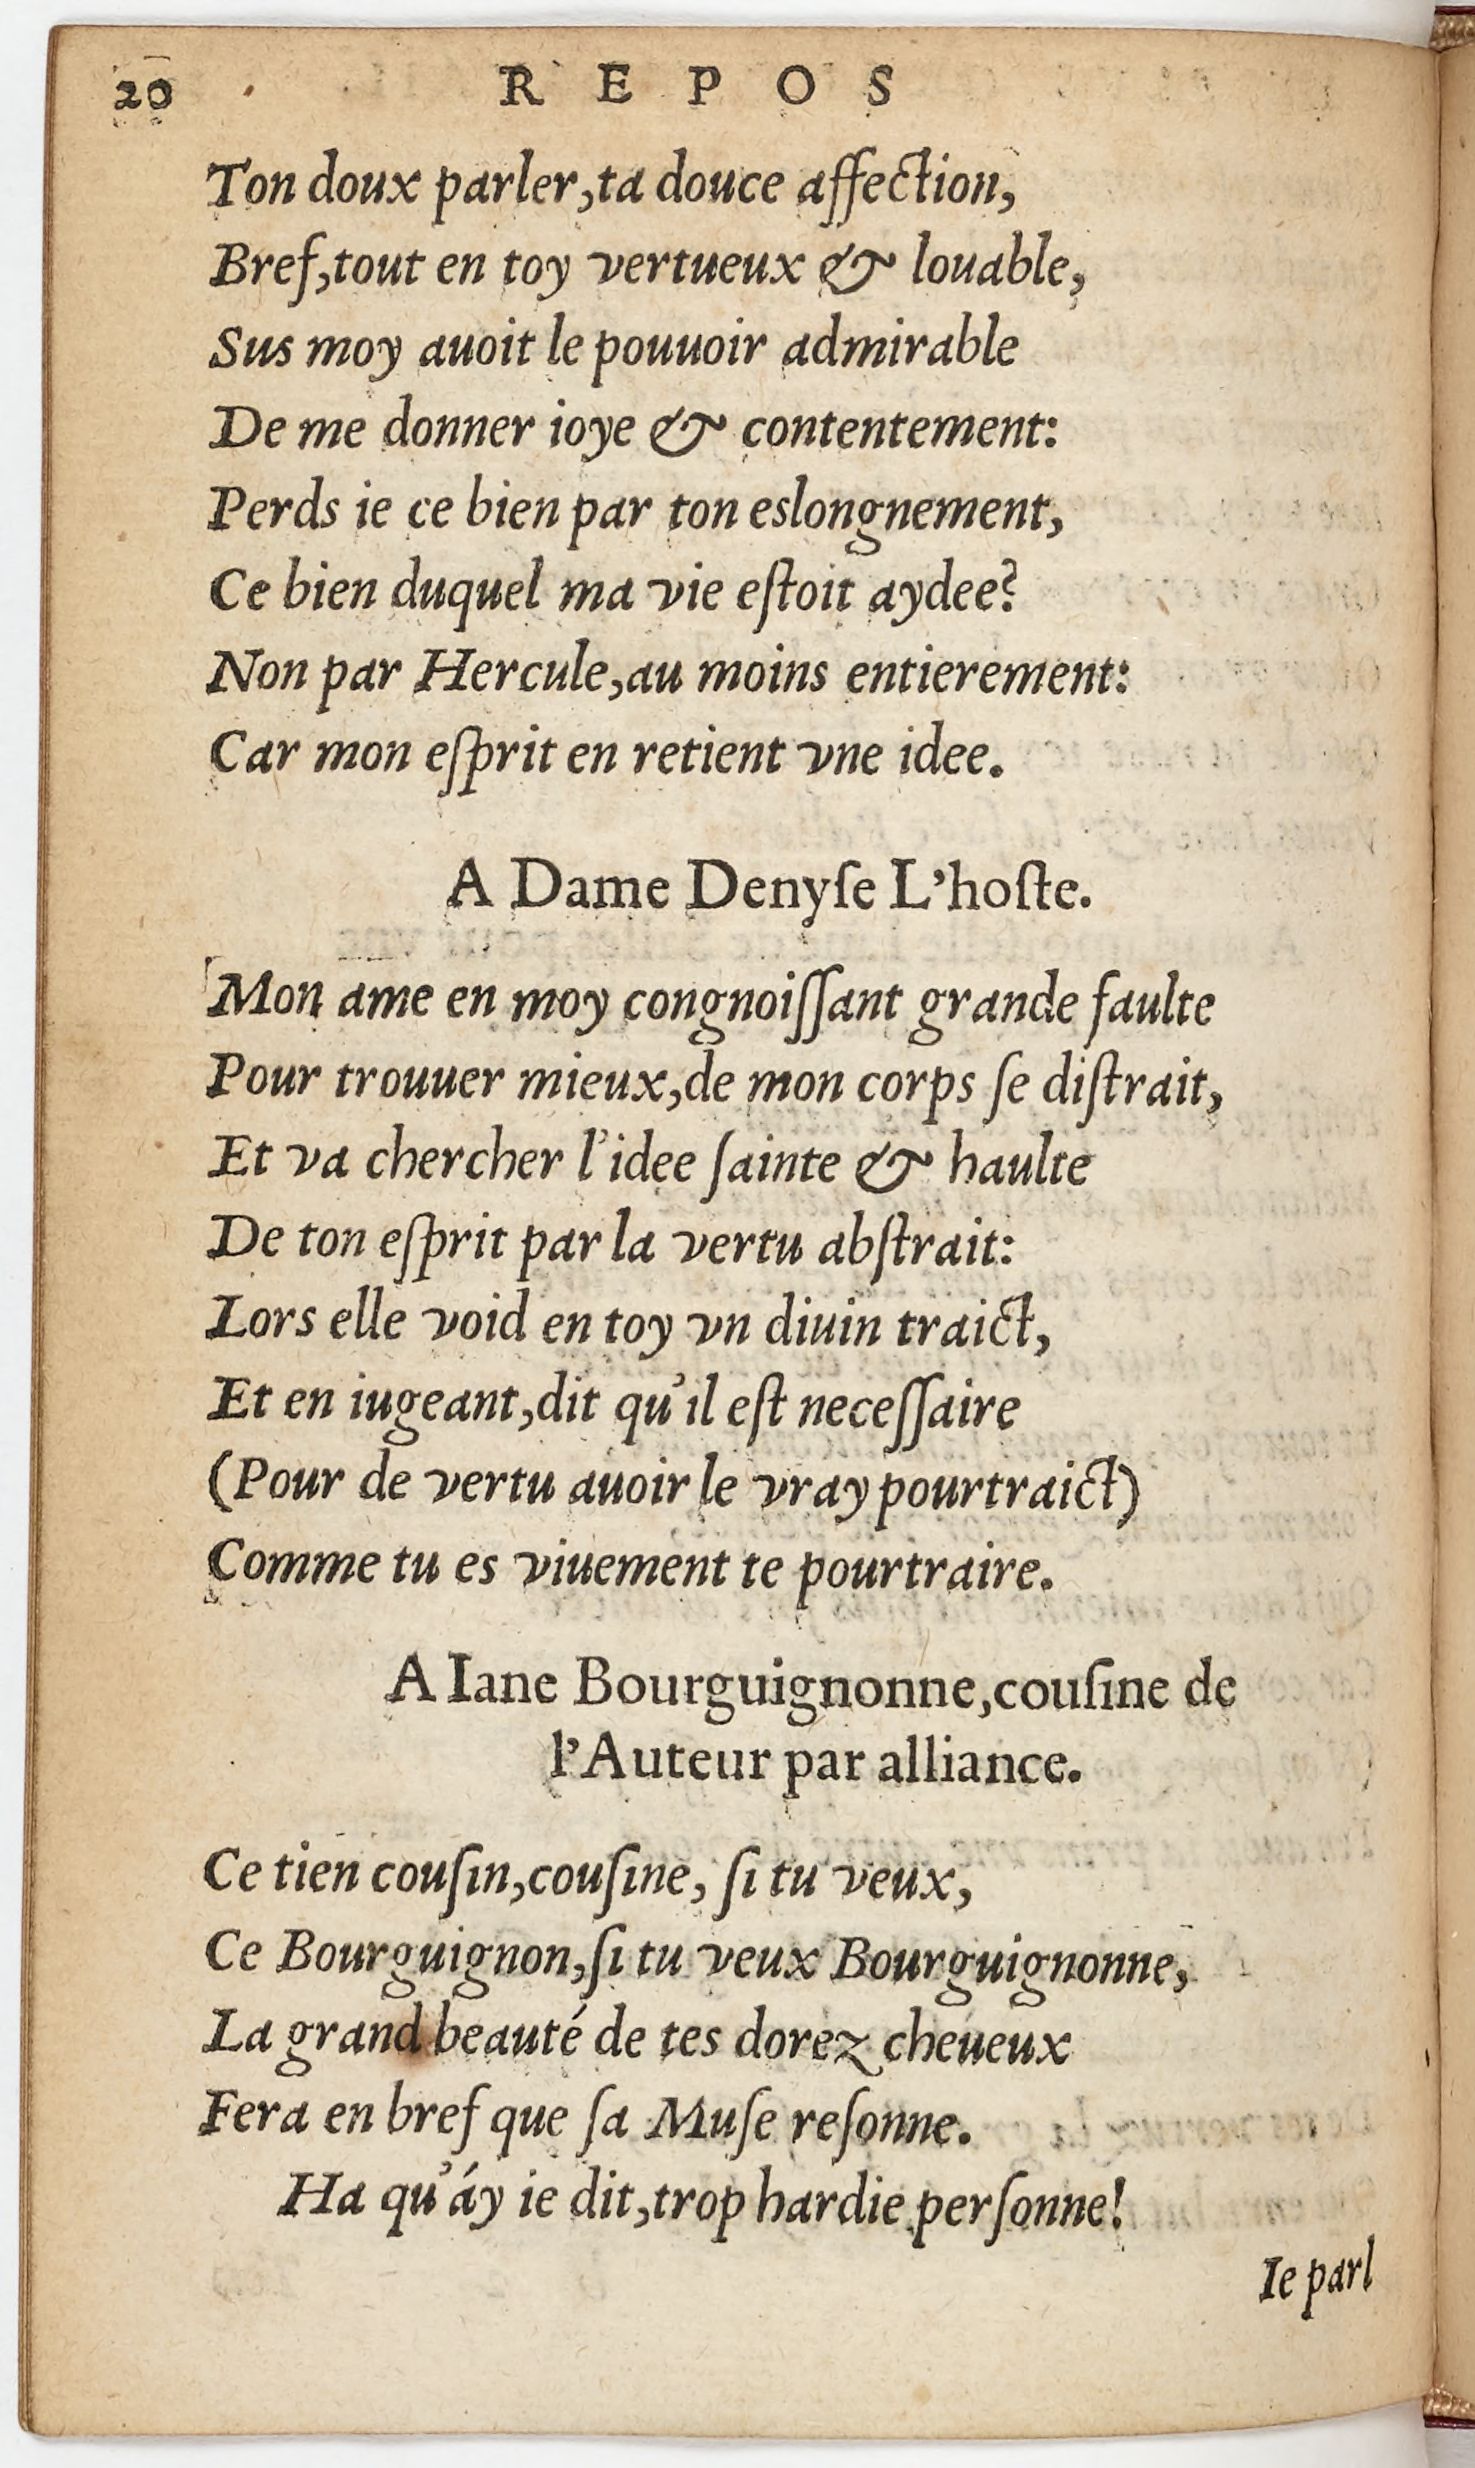 20 REPOS
Ton doux parler, ta douce affection,
Bref, tout en toy vertueux & louable,
Sus moy auoit le pouuoir admirable
De me donner ioye & contentement:
Perds ie ce bien par ton eslongnement,
Ce bien duquel ma vie eſtoit aydee?
Non par Hercule, au moins entierement:
Car mon eſprit en retient vne idee.
A Dame Denyſe L'hoſte.
Mon ame en moy congnoiſſant grande faulte
Pour trouuer mieux, de mon corps ſe diſtrait,
Et va chercher l'idee ſainte & haulte
De ton eſprit par la vertu abſtrait:
Lors elle void en toy vn diuin traict,
Et en iugeant, dit qu'il eſt neceſſaire
(Pour de vertu auoir le vray pourtraict)
Comme tu es viuement te pourtraire.
A Iane Bourguignonne, couſine de
l'Auteur par alliance.
Ce tien couſin, couſine, ſi tu veux,
Ce Bourguignon, ſi tu veux Bourguignonne,
La grand beauté de tes dorez cheueux
Fera en bref que ſa Muſe reſonne.
Ha qu'áy ie dit, trop hardie perſonne!
Ie parl